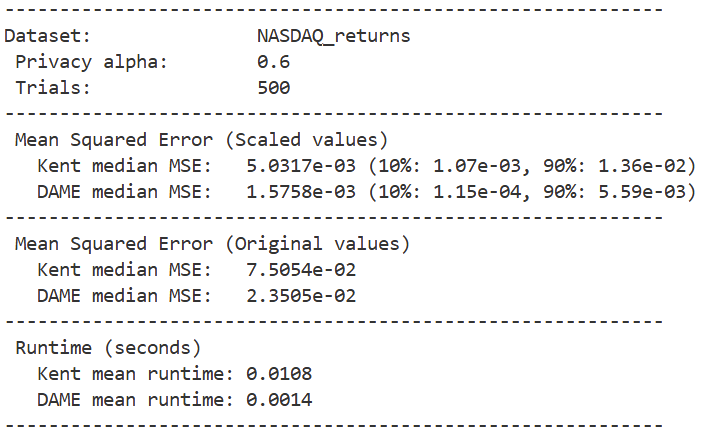 ----------------------------------------------------------
Dataset:               NASDAQ_returns
 Privacy alpha:        0.6
 Trials:               500
----------------------------------------------------------
 Mean Squared Error (Scaled values)
   Kent median MSE:   5.0317e-03 (10%: 1.07e-03, 90%: 1.36e-02)
   DAME median MSE:   1.5758e-03 (10%: 1.15e-04, 90%: 5.59e-03)
----------------------------------------------------------
 Mean Squared Error (Original values)
   Kent median MSE:   7.5054e-02
   DAME median MSE:   2.3505e-02
----------------------------------------------------------
 Runtime (seconds)
   Kent mean runtime: 0.0108
   DAME mean runtime: 0.0014
----------------------------------------------------------